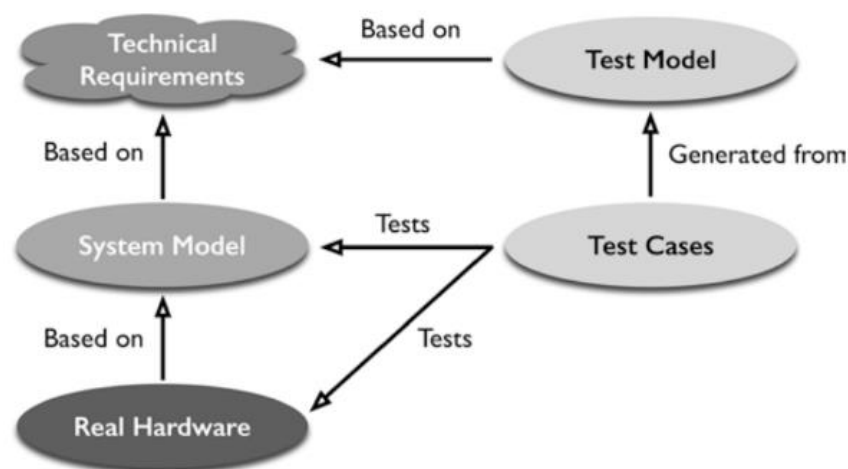 Technical
Requirements
Based on
Test Model
Based on
Generated from
System Model
Tests
Test Cases
Based on
Tests
Real Hardware